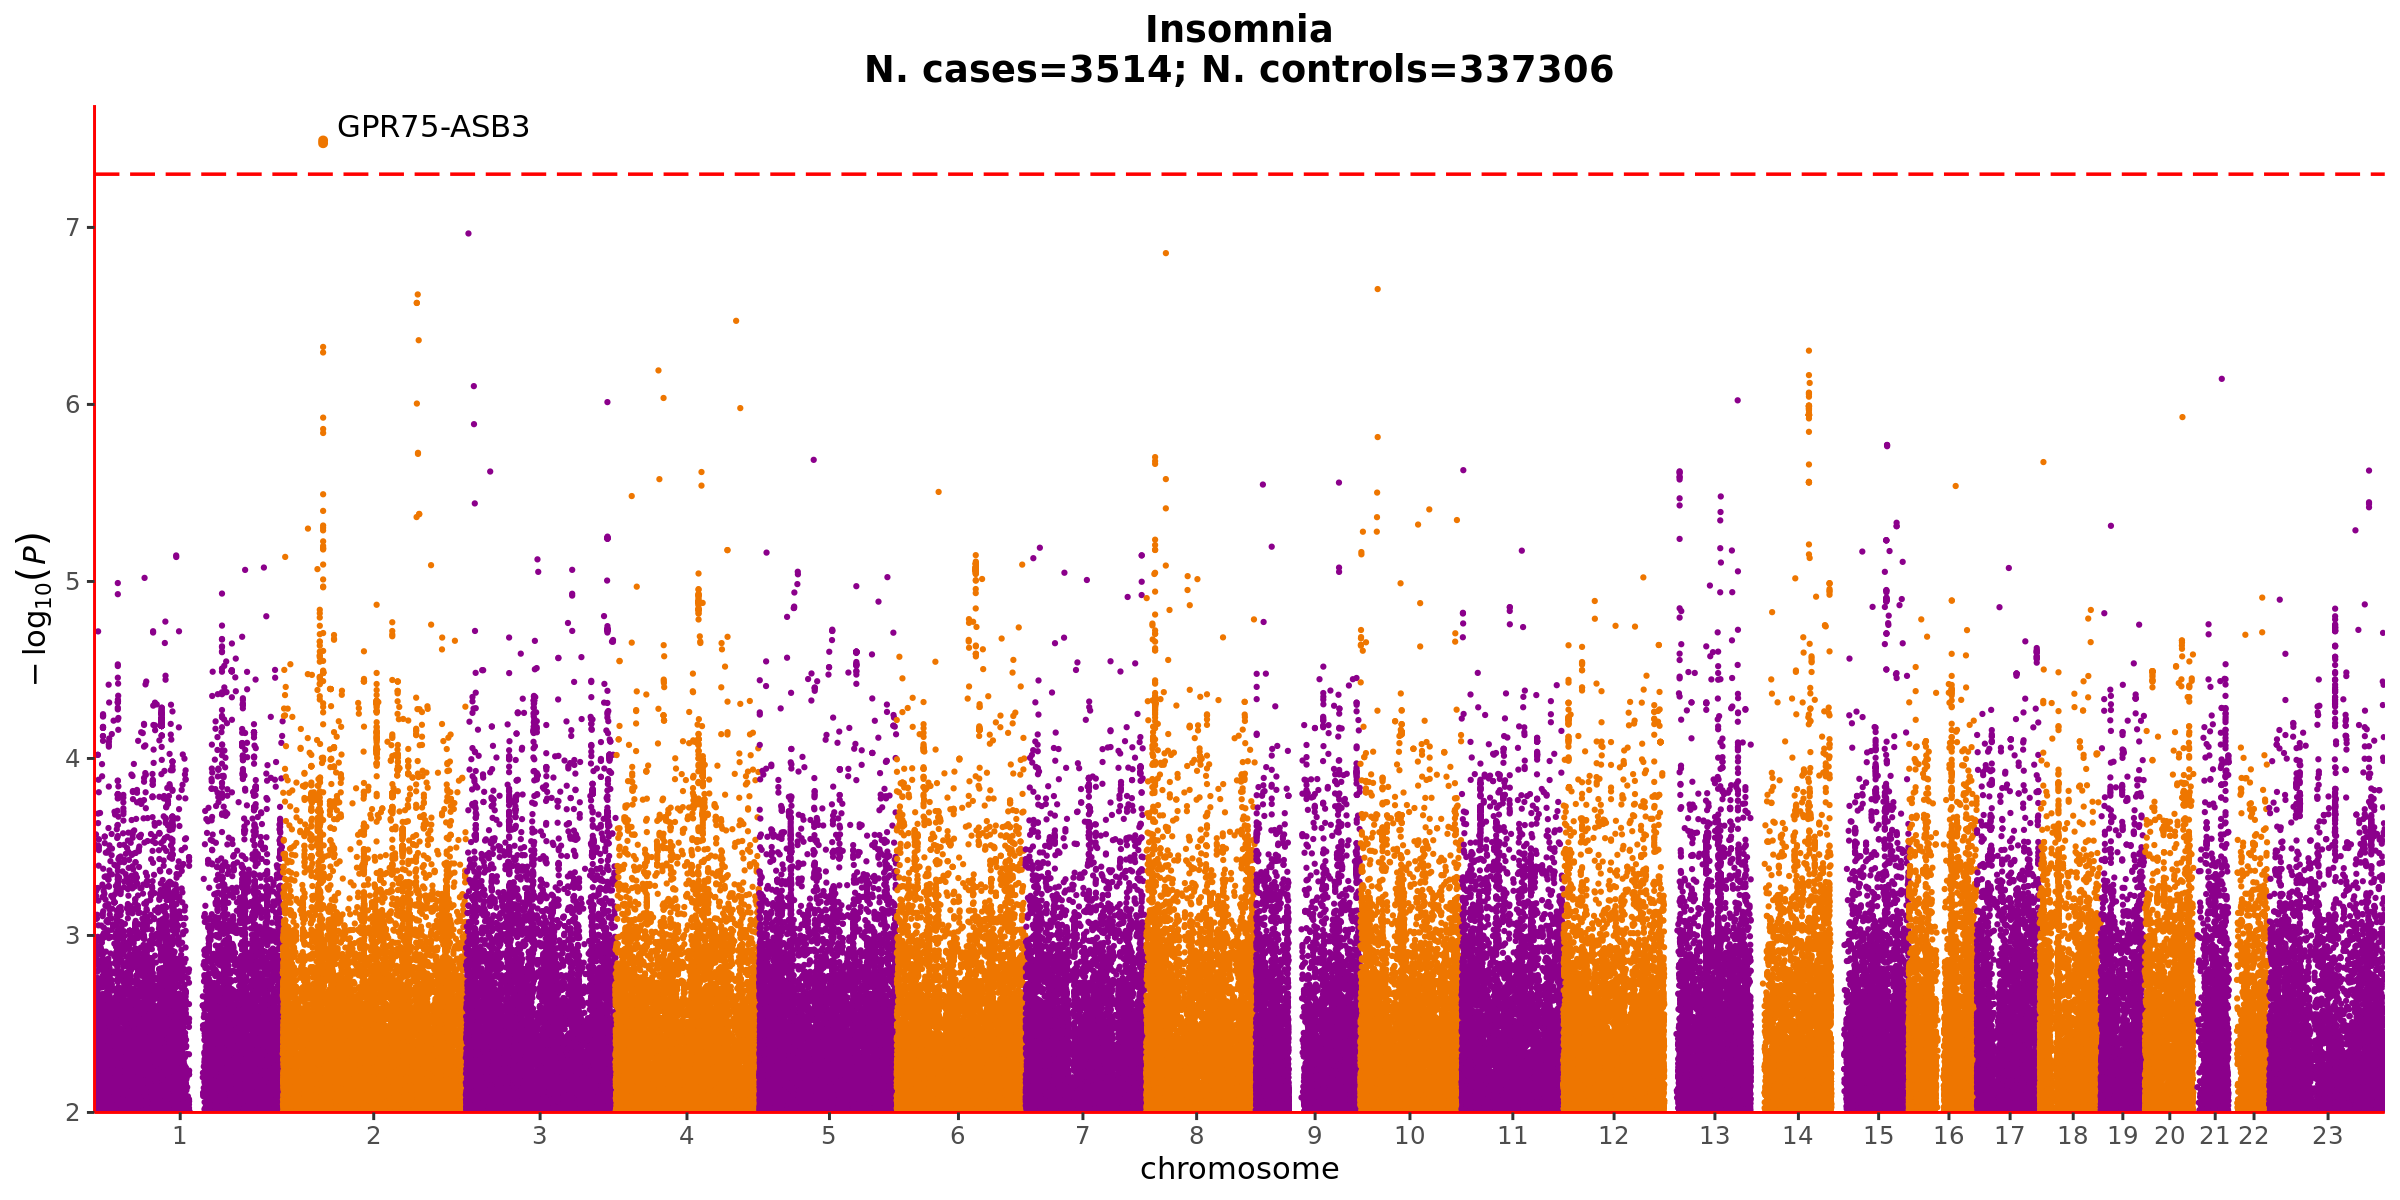 Insomnia
N. cases=3514; N. controls=337306
GPR75-ASB3
7
6
5
4
3
2
− log10(P)
1 2 3 4 5 6 7 8 9 10 11 12 13 14 15 16 17 18 19 20 21 22 23
chromosome